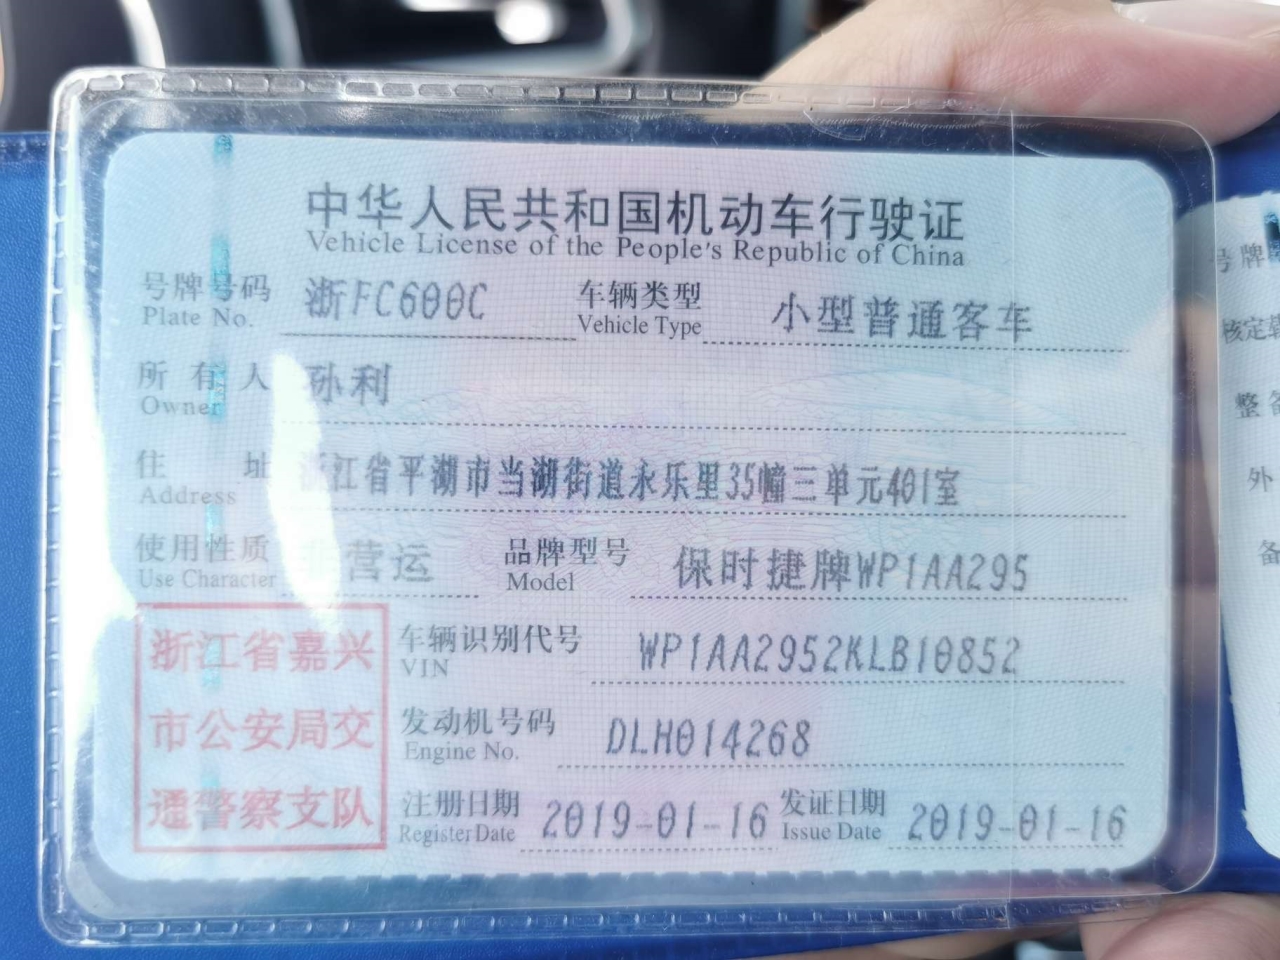 中华人民共和国机动车行驶证
Vehicle License of the People's Republic of China
号牌号码 浙FC600C 车辆类型 小型普通客车
Plate No. Vehicle Type
所有人 孙利
Owner
住址 浙江省平湖市当湖街道永乐里35幢三单元401室
Address
使用性质 非营运 品牌型号 保时捷牌WP1AA295
Use Character Model
浙江省嘉兴
市公安局交
通警察支队
车辆识别代号 WP1AA2952KLB10852
VIN
发动机号码 DLH014268
Engine No.
注册日期 2019-01-16 发证日期 2019-01-16
Register Date Issue Date
号牌
核定载
整备
外
备